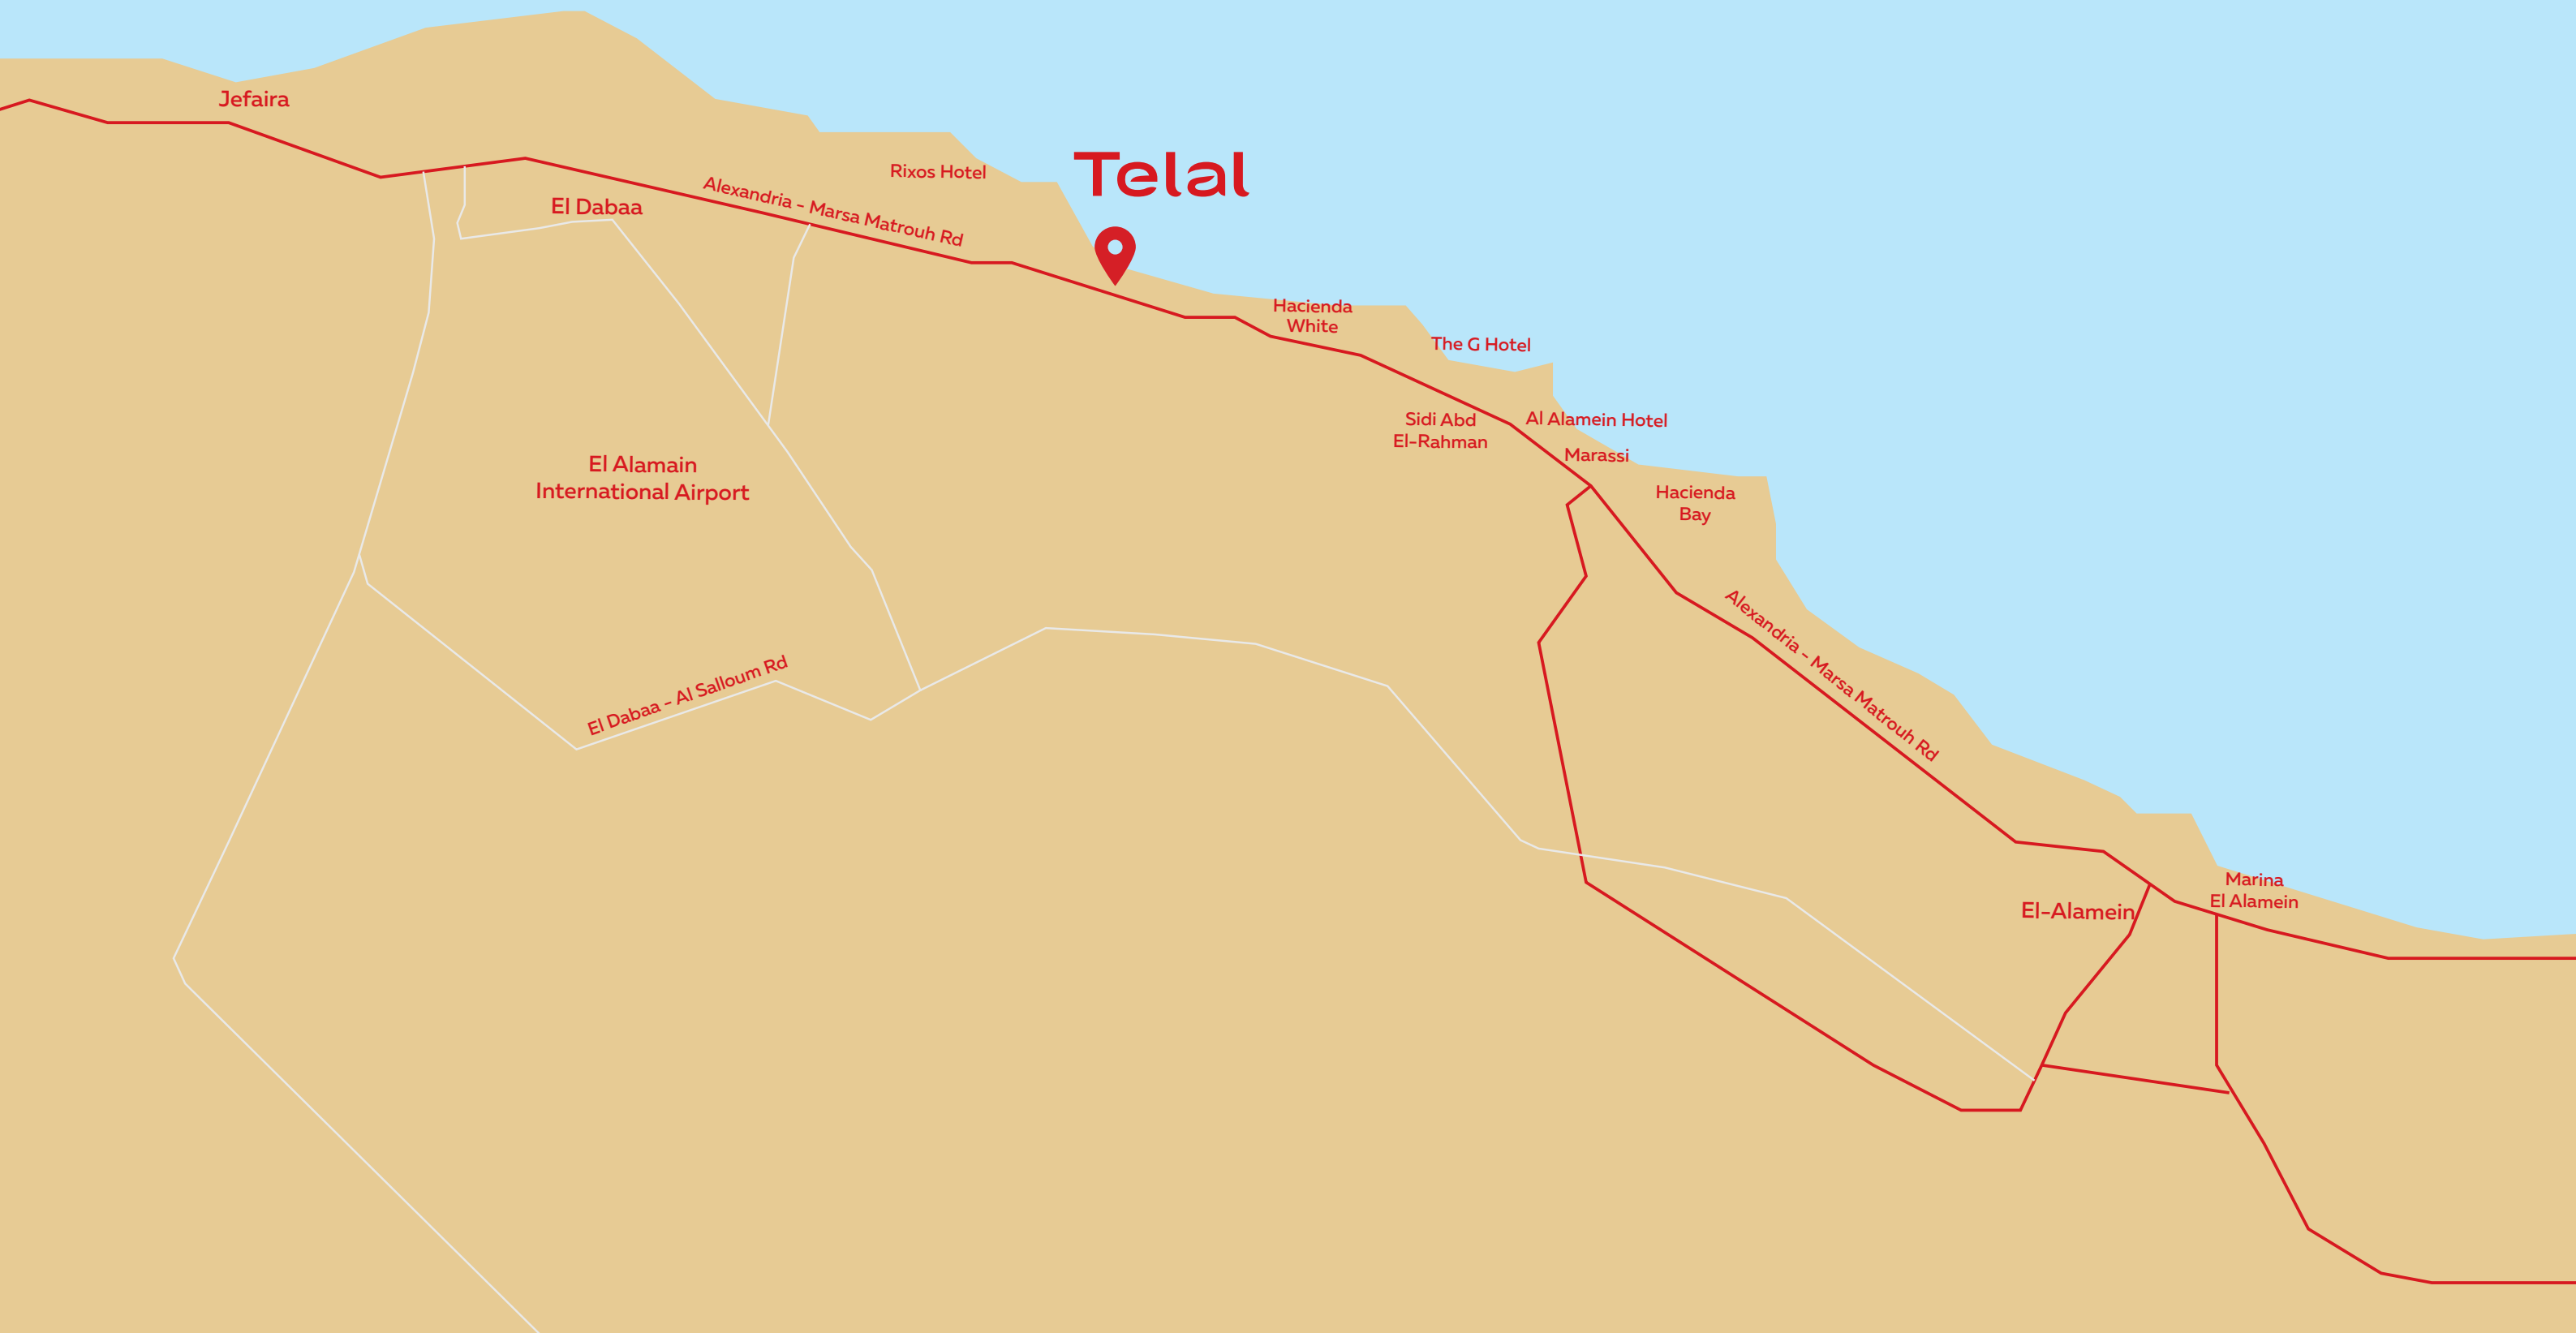 Jefaira
Telal
Rixos Hotel
El Dabaa
Alexandria - Marsa Matrouh Rd
Hacienda
White
The G Hotel
Sidi Abd
El-Rahman
Al Alamein Hotel
Marassi
El Alamain
International Airport
Hacienda
Bay
Alexandria - Marsa Matrouh Rd
El Dabaa - Al Salloum Rd
El-Alamein
Marina
El Alamein